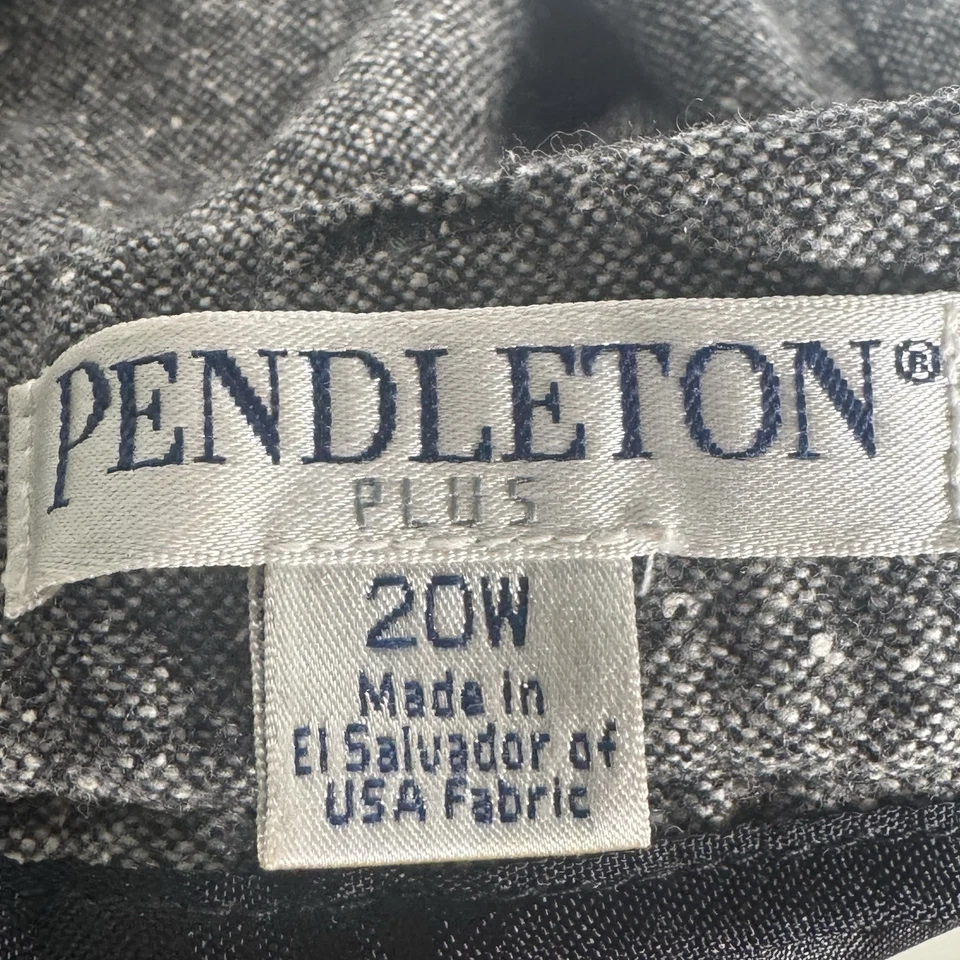 PENDLETON®
PLUS
20W
Made in
El Salvador of
USA Fabric